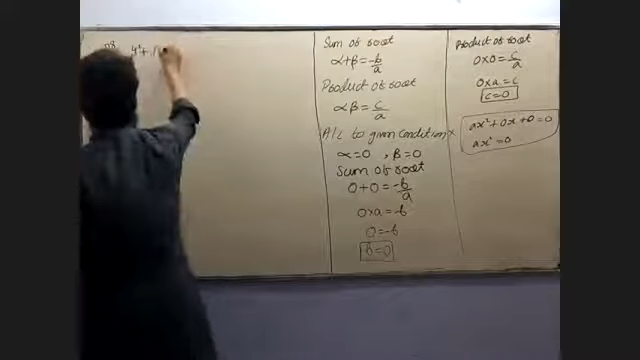 y²+
Sum of root
α+β = -b/a
Product of root
αβ = c/a
A/c to given condition
α=0 , β=0
Sum of root
0+0 = -b/a
0×a = -b
0 = -b
b=0
Product of root
0×0 = c/a
0×a = c
c=0
ax²+0x+0=0
ax²=0